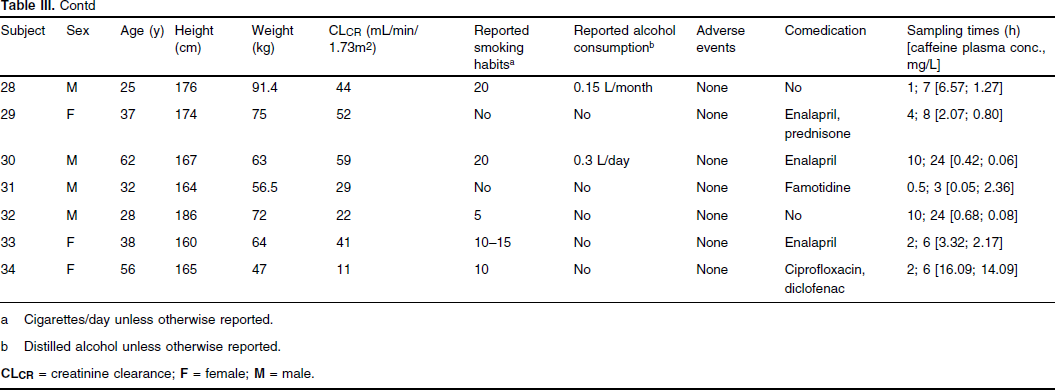 Table III. Contd
Subject Sex Age (y) Height (cm) Weight (kg) CLCR (mL/min/1.73m2) Reported smoking habitsa Reported alcohol consumptionb Adverse events Comedication Sampling times (h) [caffeine plasma conc., mg/L]
28 M 25 176 91.4 44 20 0.15 L/month None No 1; 7 [6.57; 1.27]
29 F 37 174 75 52 No No None Enalapril, prednisone 4; 8 [2.07; 0.80]
30 M 62 167 63 59 20 0.3 L/day None Enalapril 10; 24 [0.42; 0.06]
31 M 32 164 56.5 29 No No None Famotidine 0.5; 3 [0.05; 2.36]
32 M 28 186 72 22 5 No None No 10; 24 [0.68; 0.08]
33 F 38 160 64 41 10–15 No None Enalapril 2; 6 [3.32; 2.17]
34 F 56 165 47 11 10 No None Ciprofloxacin, diclofenac 2; 6 [16.09; 14.09]
a Cigarettes/day unless otherwise reported.
b Distilled alcohol unless otherwise reported.
CLCR = creatinine clearance; F = female; M = male.